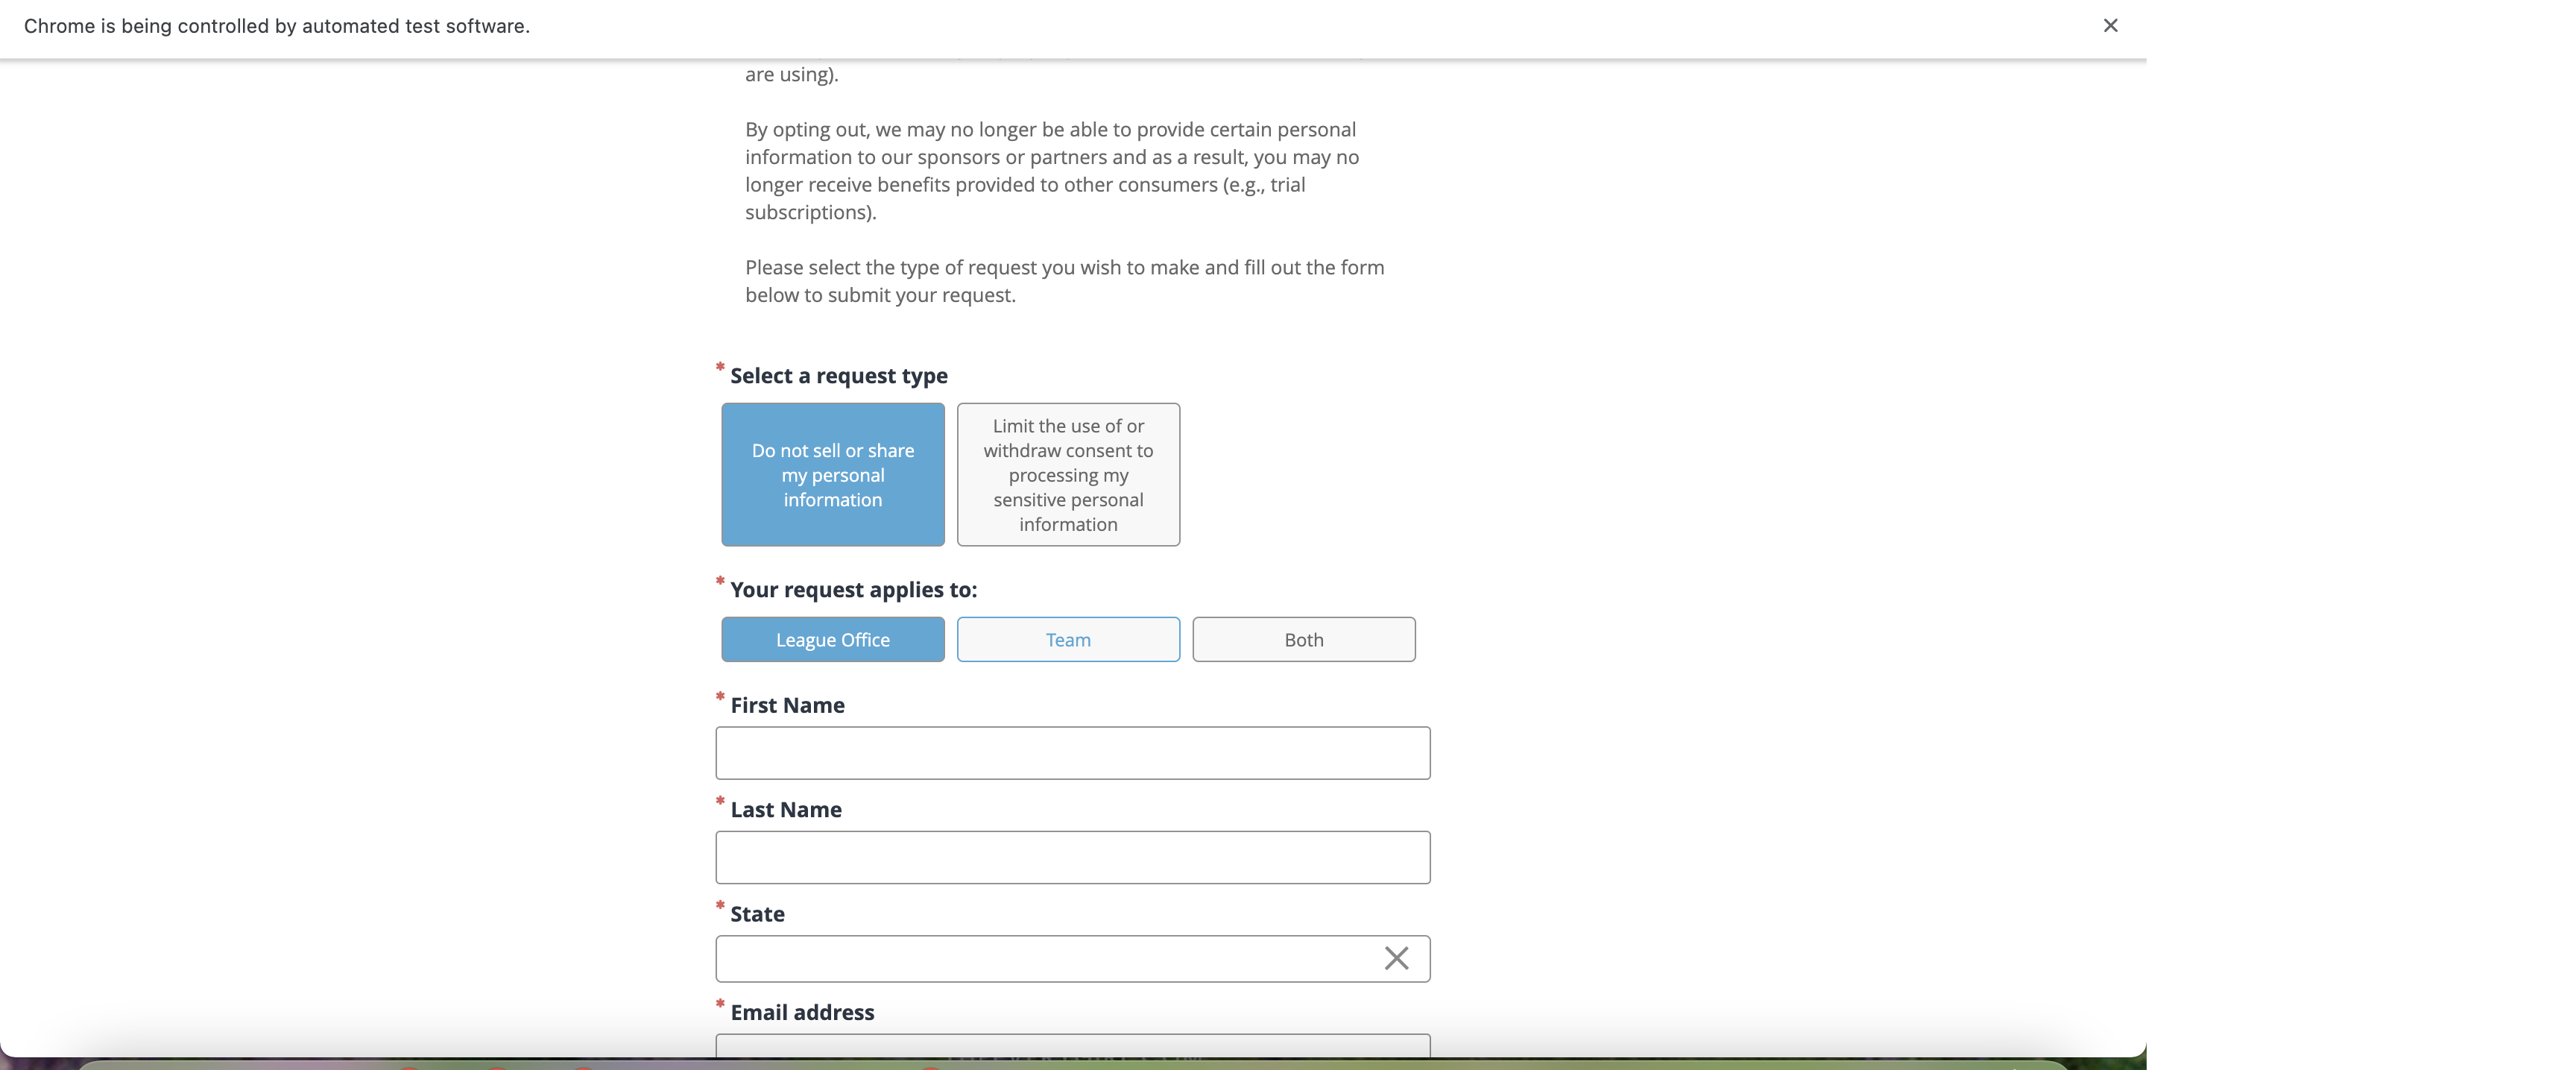 Chrome is being controlled by automated test software.
are using).
By opting out, we may no longer be able to provide certain personal
information to our sponsors or partners and as a result, you may no
longer receive benefits provided to other consumers (e.g., trial
subscriptions).
Please select the type of request you wish to make and fill out the form
below to submit your request.
* Select a request type
Do not sell or share
my personal
information
Limit the use of or
withdraw consent to
processing my
sensitive personal
information
* Your request applies to:
League Office
Team
Both
* First Name
* Last Name
* State
* Email address